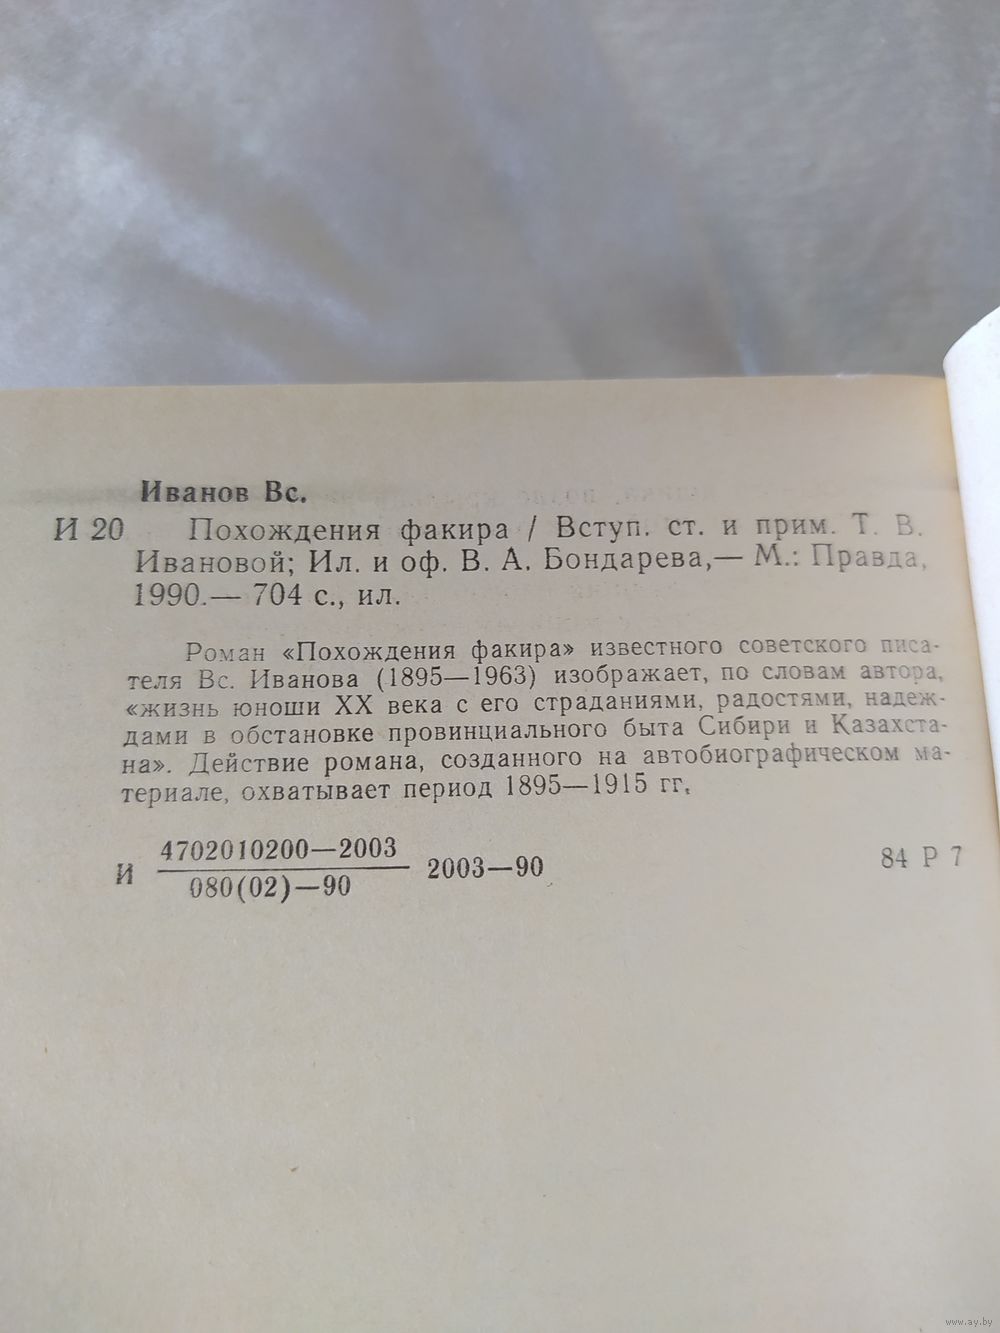 Иванов Вс.
И 20 Похождения факира / Вступ. ст. и прим. Т. В.
Ивановой; Ил. и оф. В. А. Бондарева,— М.: Правда,
1990.— 704 с., ил.
Роман «Похождения факира» известного советского писа-
теля Вс. Иванова (1895—1963) изображает, по словам автора,
«жизнь юноши XX века с его страданиями, радостями, надеж-
дами в обстановке провинциального быта Сибири и Казахста-
на». Действие романа, созданного на автобиографическом ма-
териале, охватывает период 1895—1915 гг.
4702010200—2003
И 2003—90 84 Р 7
080(02)—90
www.ay.by